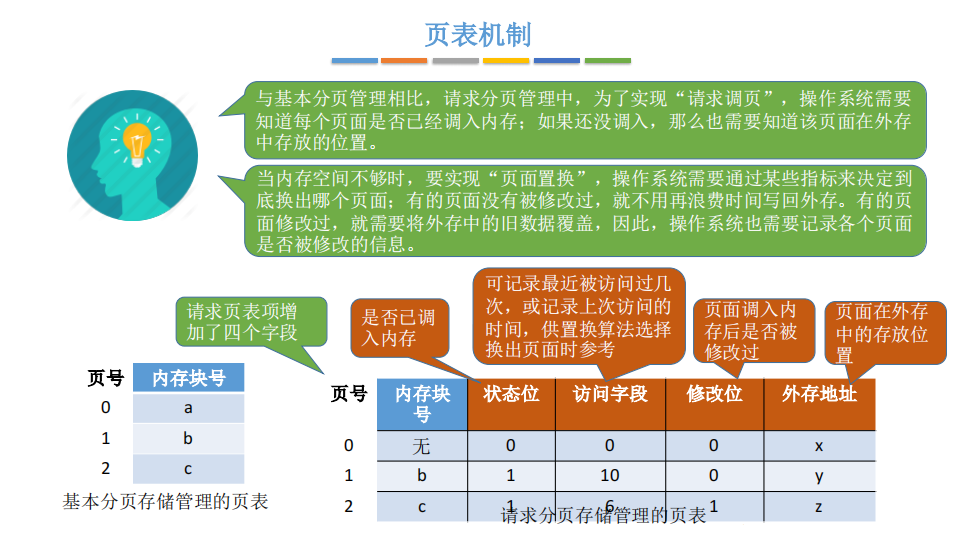 页表机制
与基本分页管理相比，请求分页管理中，为了实现“请求调页”，操作系统需要
知道每个页面是否已经调入内存；如果还没调入，那么也需要知道该页面在外存
中存放的位置。
当内存空间不够时，要实现“页面置换”，操作系统需要通过某些指标来决定到
底换出哪个页面；有的页面没有被修改过，就不用再浪费时间写回外存。有的页
面修改过，就需要将外存中的旧数据覆盖，因此，操作系统也需要记录各个页面
是否被修改的信息。
请求页表项增
加了四个字段
是否已调
入内存
可记录最近被访问过几
次，或记录上次访问的
时间，供置换算法选择
换出页面时参考
页面调入内
存后是否被
修改过
页面在外存
中的存放位
置
页号 内存块号
0 a
1 b
2 c
基本分页存储管理的页表
页号 内存块
号 状态位 访问字段 修改位 外存地址
0 无 0 0 0 x
1 b 1 10 0 y
2 c 1 6 1 z
请求分页存储管理的页表